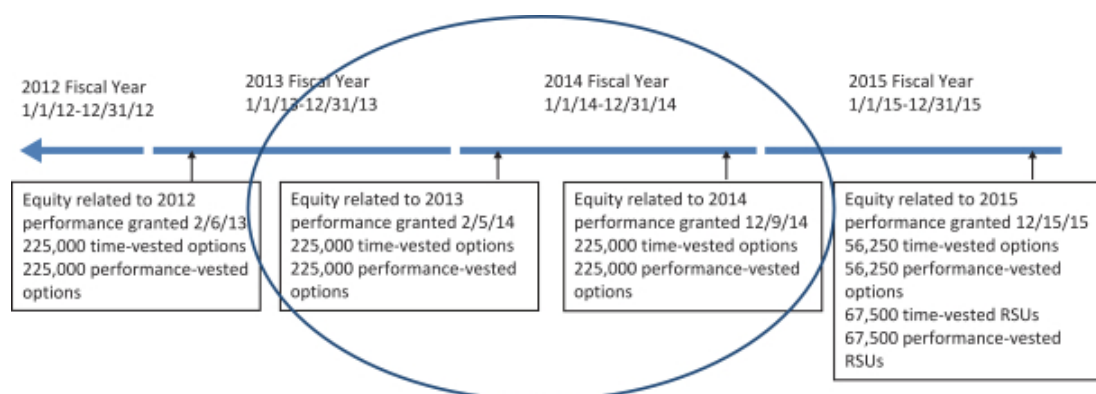 2012 Fiscal Year
1/1/12-12/31/12
2013 Fiscal Year
1/1/13-12/31/13
2014 Fiscal Year
1/1/14-12/31/14
2015 Fiscal Year
1/1/15-12/31/15
Equity related to 2012
performance granted 2/6/13
225,000 time-vested options
225,000 performance-vested
options
Equity related to 2013
performance granted 2/5/14
225,000 time-vested options
225,000 performance-vested
options
Equity related to 2014
performance granted 12/9/14
225,000 time-vested options
225,000 performance-vested
options
Equity related to 2015
performance granted 12/15/15
56,250 time-vested options
56,250 performance-vested
options
67,500 time-vested RSUs
67,500 performance-vested
RSUs